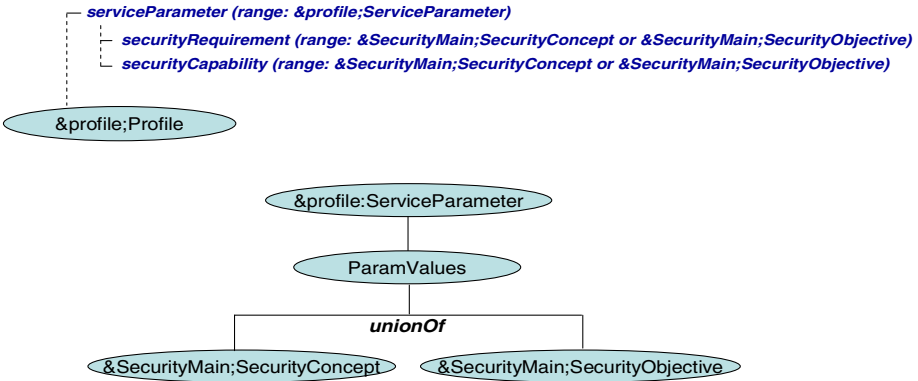 serviceParameter (range: &profile;ServiceParameter)
securityRequirement (range: &SecurityMain;SecurityConcept or &SecurityMain;SecurityObjective)
securityCapability (range: &SecurityMain;SecurityConcept or &SecurityMain;SecurityObjective)
&profile;Profile
&profile:ServiceParameter
ParamValues
unionOf
&SecurityMain;SecurityConcept
&SecurityMain;SecurityObjective